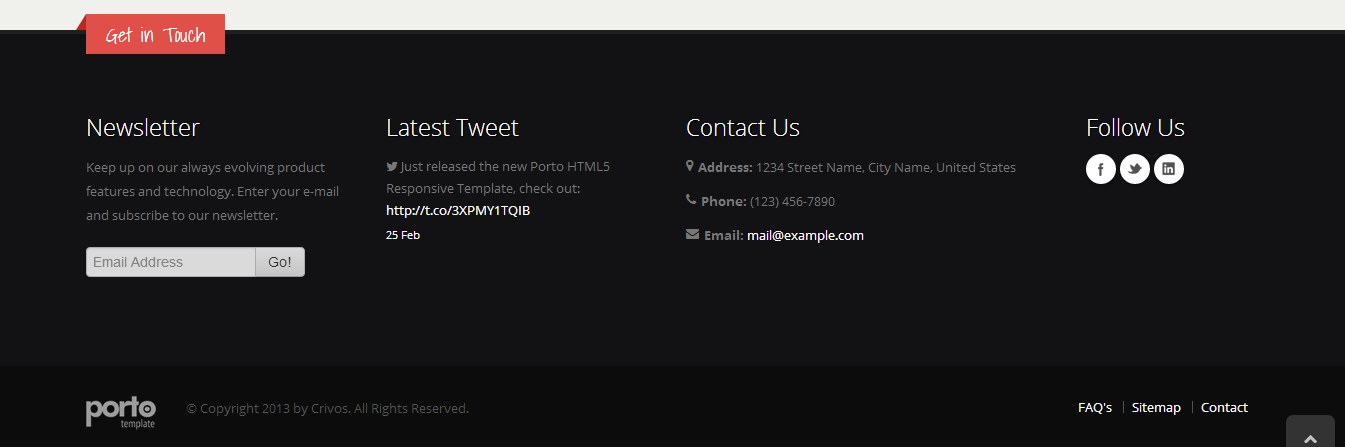 Get in Touch
Newsletter
Keep up on our always evolving product
features and technology. Enter your e-mail
and subscribe to our newsletter.
Email Address Go!
Latest Tweet
Just released the new Porto HTML5
Responsive Template, check out:
http://t.co/3XPMY1TQIB
25 Feb
Contact Us
Address: 1234 Street Name, City Name, United States
Phone: (123) 456-7890
Email: mail@example.com
Follow Us
porto
template
© Copyright 2013 by Crivos. All Rights Reserved.
FAQ's | Sitemap | Contact